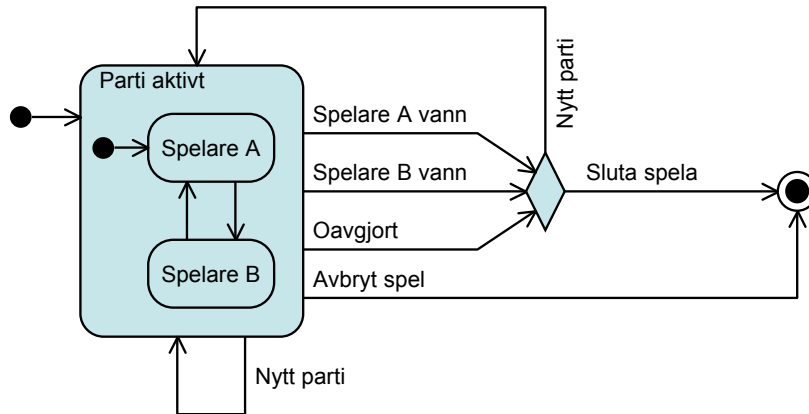 Parti aktivt
Spelare A
Spelare B
Spelare A vann
Spelare B vann
Oavgjort
Avbryt spel
Nytt parti
Sluta spela
Nytt parti